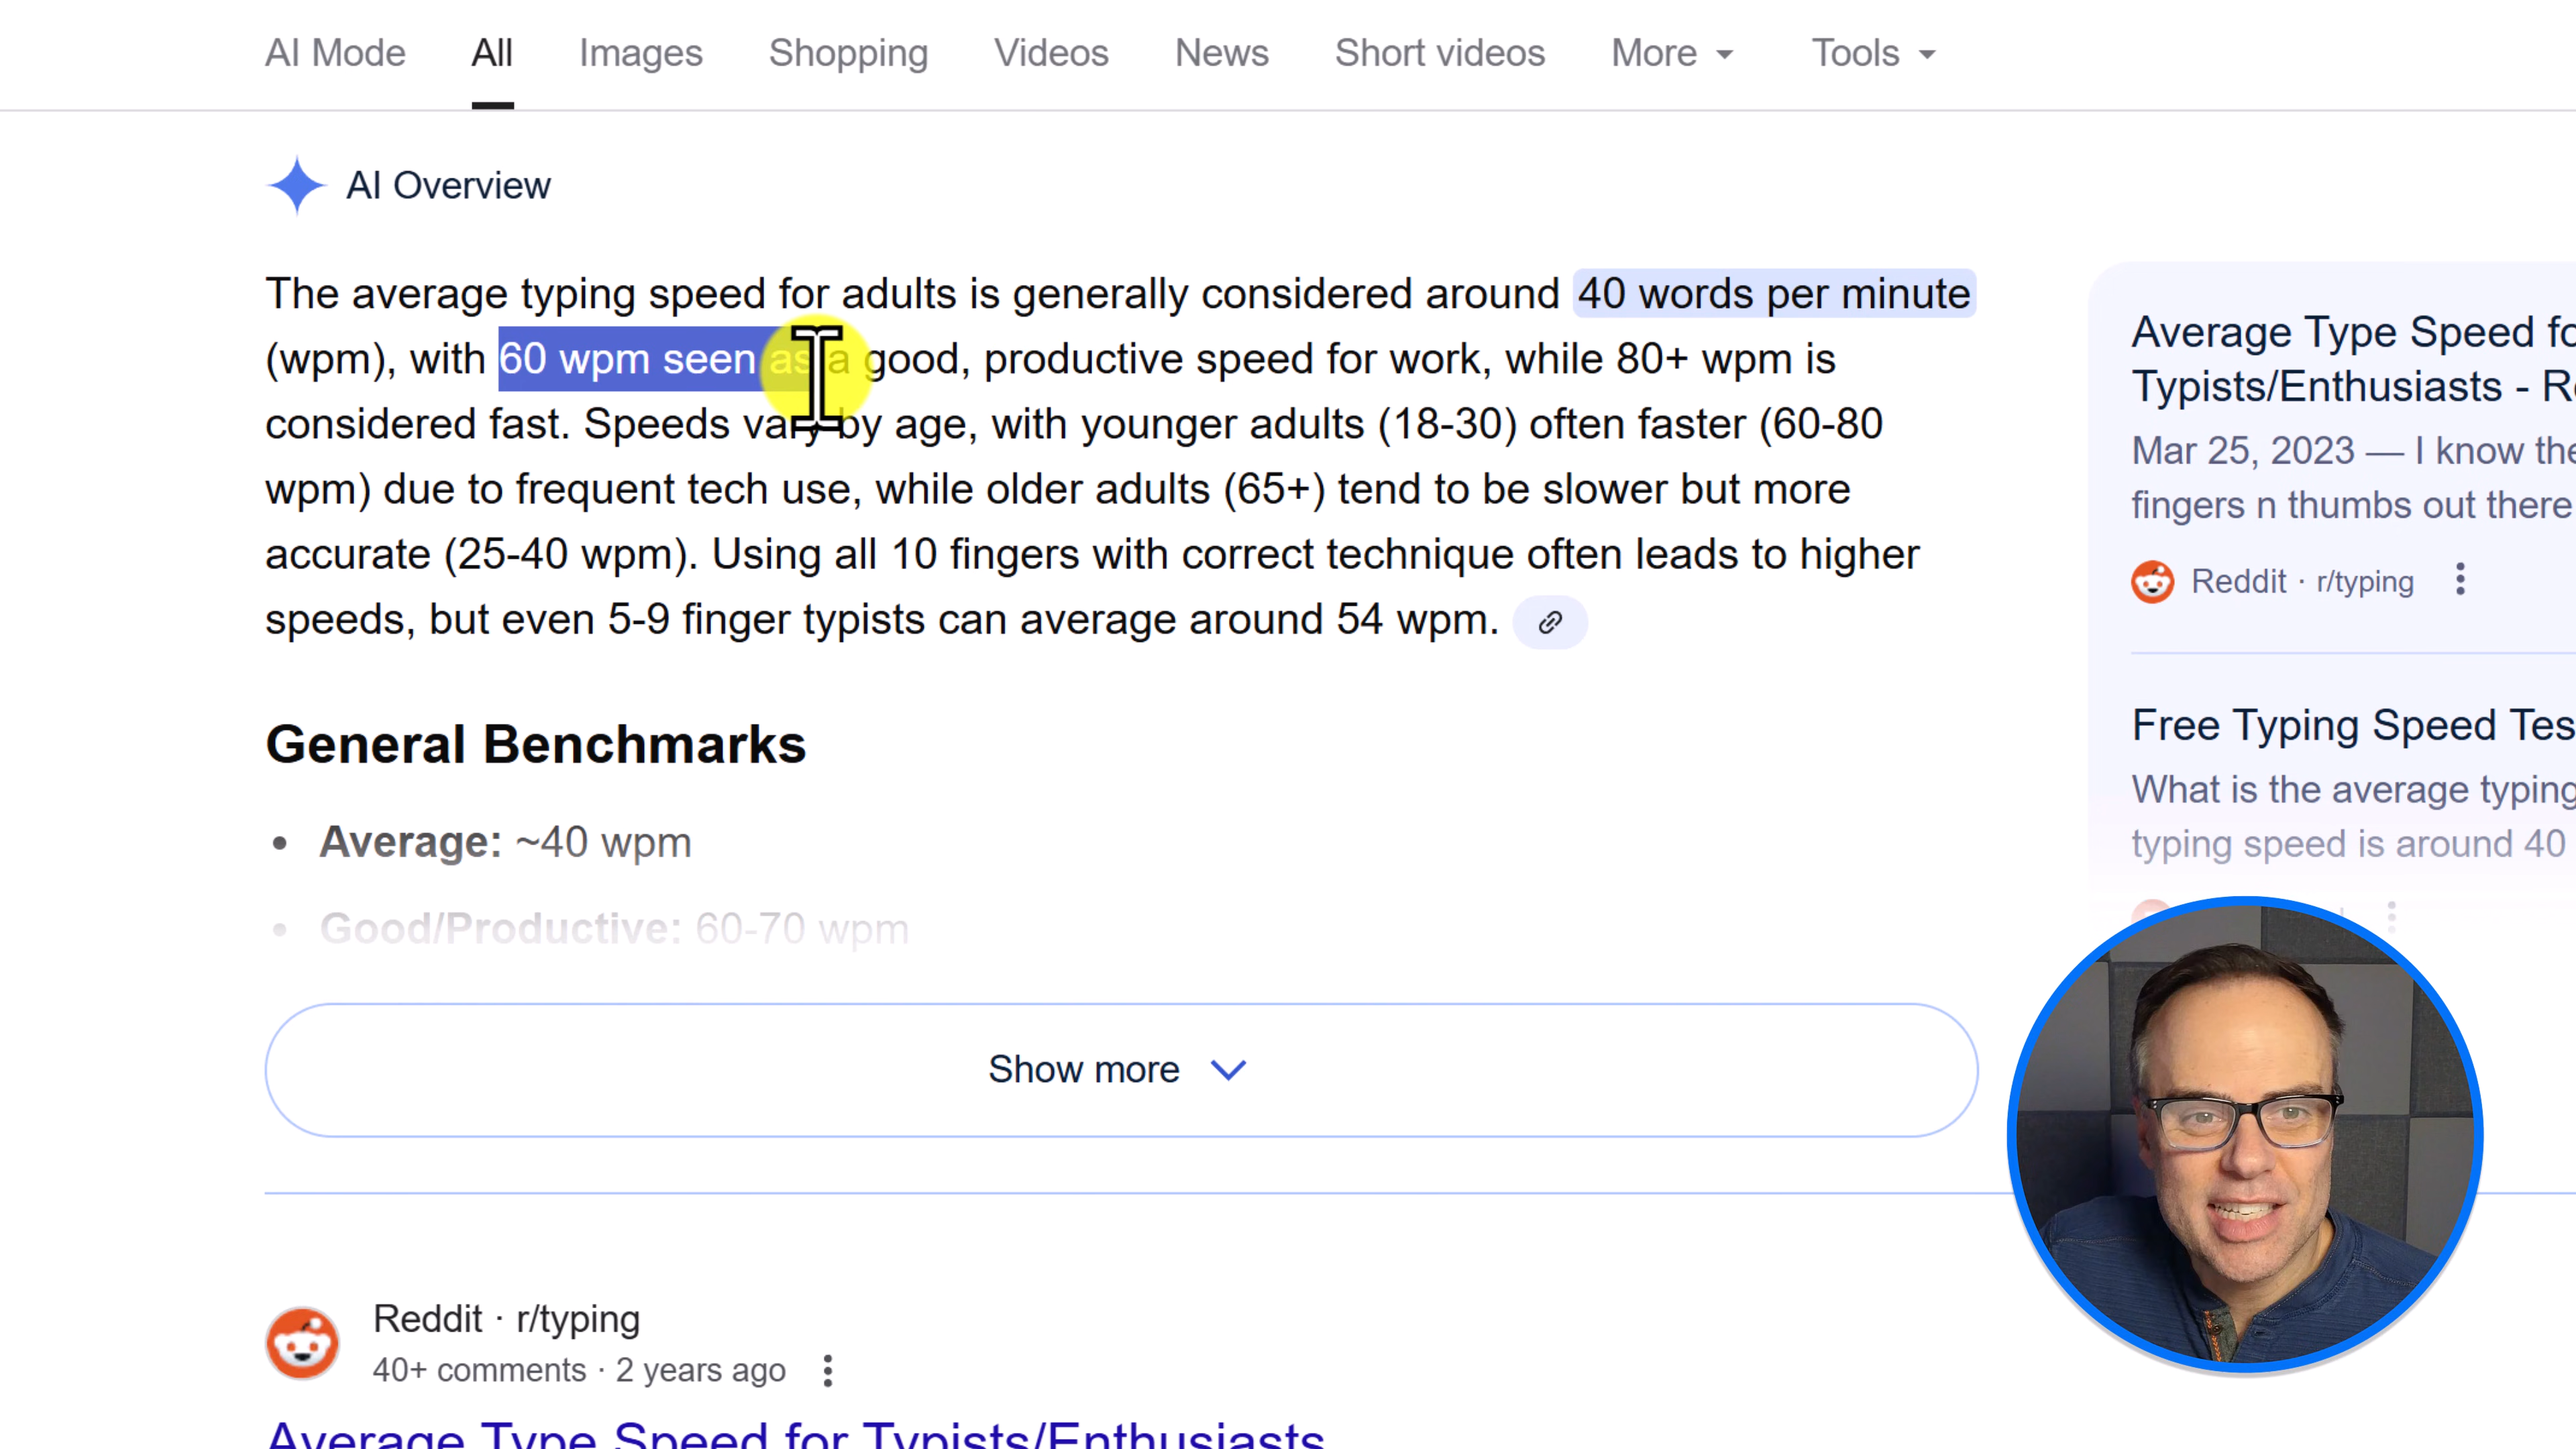 AI Mode All Images Shopping Videos News Short videos More Tools
AI Overview
The average typing speed for adults is generally considered around 40 words per minute
(wpm), with 60 wpm seen as a good, productive speed for work, while 80+ wpm is
considered fast. Speeds vary by age, with younger adults (18-30) often faster (60-80
wpm) due to frequent tech use, while older adults (65+) tend to be slower but more
accurate (25-40 wpm). Using all 10 fingers with correct technique often leads to higher
speeds, but even 5-9 finger typists can average around 54 wpm.
General Benchmarks
• Average: ~40 wpm
• Good/Productive: 60-70 wpm
Show more
Reddit · r/typing
40+ comments · 2 years ago
Average Type Speed for Typists/Enthusiasts
Average Type Speed fo
Typists/Enthusiasts - R
Mar 25, 2023 — I know the
fingers n thumbs out there
Reddit · r/typing
Free Typing Speed Tes
What is the average typing
typing speed is around 40